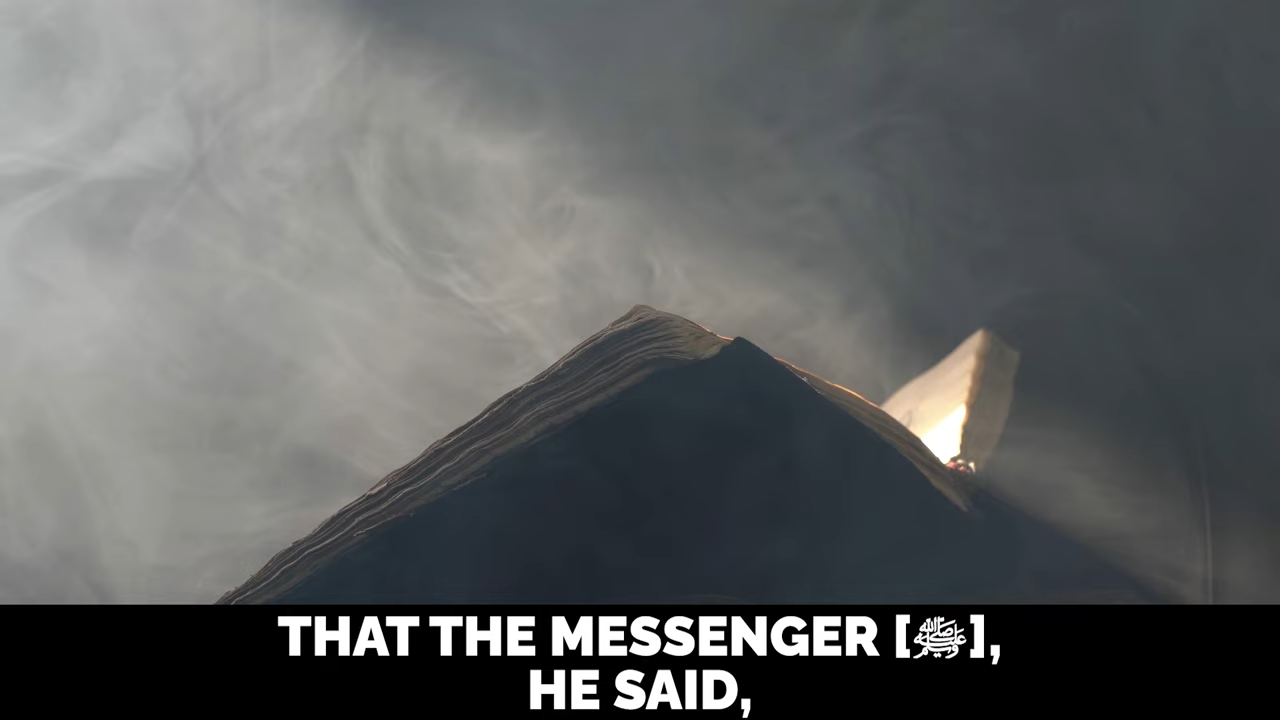 THAT THE MESSENGER [ﷺ],
HE SAID,